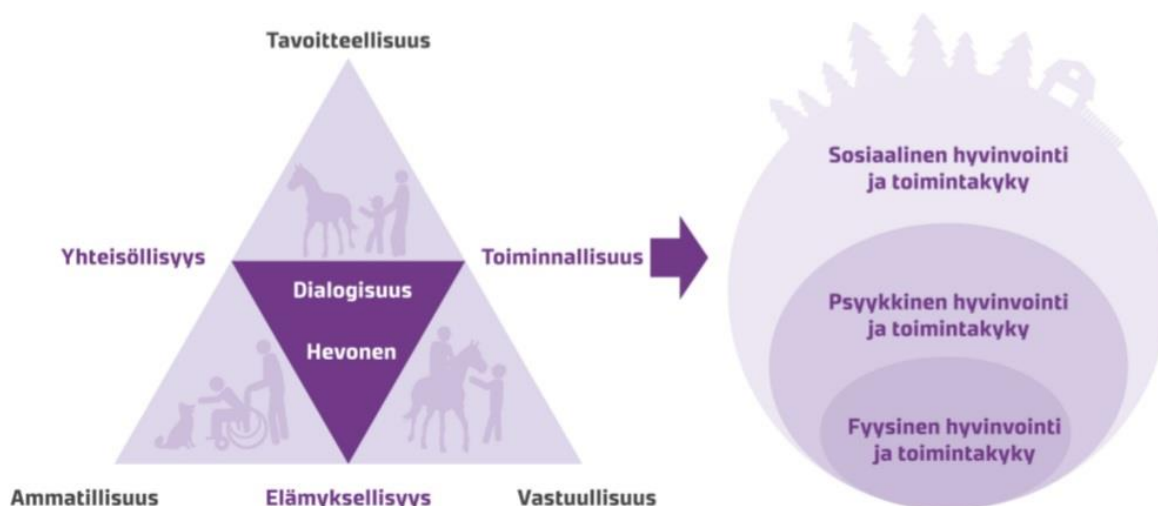 Tavoitteellisuus
Yhteisöllisyys
Toiminnallisuus
Dialogisuus
Hevonen
Ammatillisuus
Elämyksellisyys
Vastuullisuus
Sosiaalinen hyvinvointi
ja toimintakyky
Psyykkinen hyvinvointi
ja toimintakyky
Fyysinen hyvinvointi
ja toimintakyky